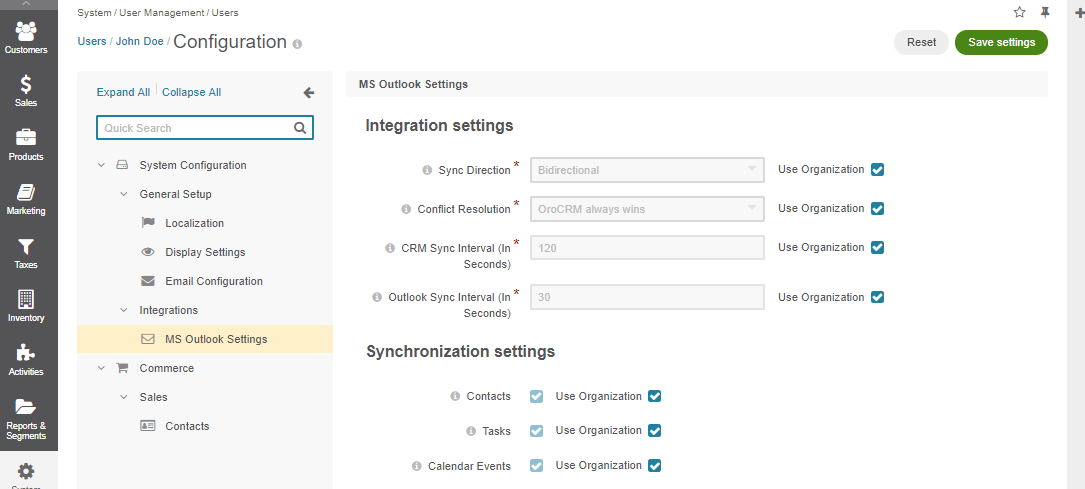 System / User Management / Users
Users / John Doe / Configuration
Reset
Save settings
Customers
Sales
Products
Marketing
Taxes
Inventory
Activities
Reports &
Segments
System
Expand All
Collapse All
Quick Search
System Configuration
General Setup
Localization
Display Settings
Email Configuration
Integrations
MS Outlook Settings
Commerce
Sales
Contacts
MS Outlook Settings
Integration settings
Sync Direction * Bidirectional Use Organization
Conflict Resolution * OroCRM always wins Use Organization
CRM Sync Interval (In * 120 Use Organization
Seconds)
Outlook Sync Interval (In * 30 Use Organization
Seconds)
Synchronization settings
Contacts Use Organization
Tasks Use Organization
Calendar Events Use Organization